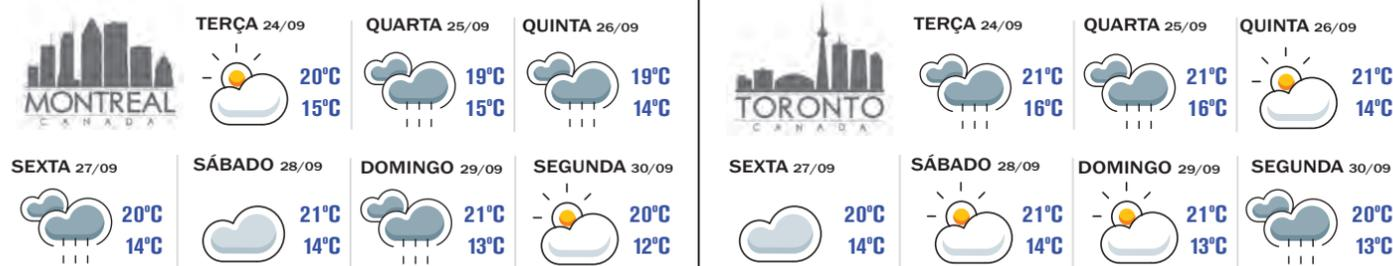 MONTREAL
CANADA
TERÇA 24/09
20ºC
15ºC
QUARTA 25/09
19ºC
15ºC
QUINTA 26/09
19ºC
14ºC
SEXTA 27/09
20ºC
14ºC
SÁBADO 28/09
21ºC
14ºC
DOMINGO 29/09
21ºC
13ºC
SEGUNDA 30/09
20ºC
12ºC
TORONTO
CANADA
TERÇA 24/09
21ºC
16ºC
QUARTA 25/09
21ºC
16ºC
QUINTA 26/09
21ºC
14ºC
SEXTA 27/09
20ºC
14ºC
SÁBADO 28/09
21ºC
14ºC
DOMINGO 29/09
21ºC
13ºC
SEGUNDA 30/09
20ºC
13ºC